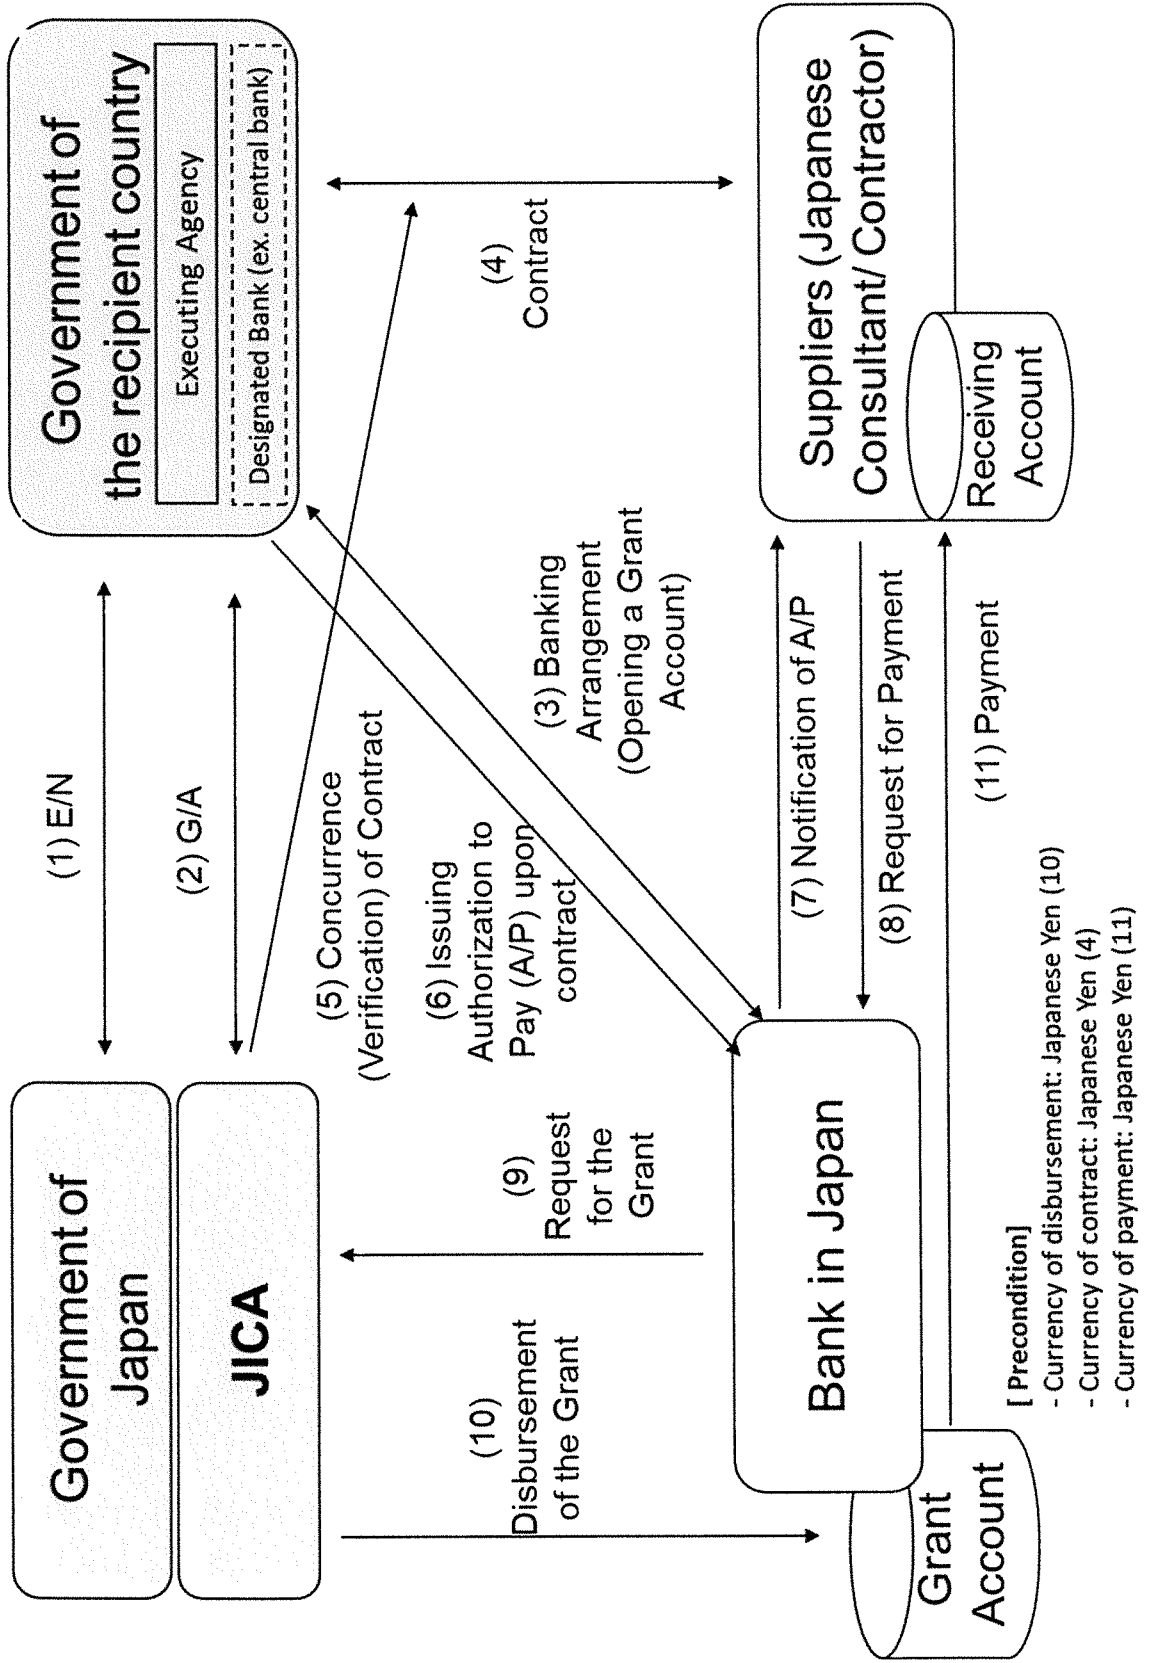 Government of
Japan
JICA
(1) E/N
(2) G/A
Government of
the recipient country
Executing Agency
Designated Bank (ex. central bank)
(5) Concurrence
(Verification) of Contract
(6) Issuing
Authorization to
Pay (A/P) upon
contract
(3) Banking
Arrangement
(Opening a Grant
Account)
(4)
Contract
(10)
Disbursement
of the Grant
(9)
Request
for the
Grant
Bank in Japan
Grant
Account
(7) Notification of A/P
(8) Request for Payment
(11) Payment
Suppliers (Japanese
Consultant/ Contractor)
Receiving
Account
[ Precondition]
- Currency of disbursement: Japanese Yen (10)
- Currency of contract: Japanese Yen (4)
- Currency of payment: Japanese Yen (11)